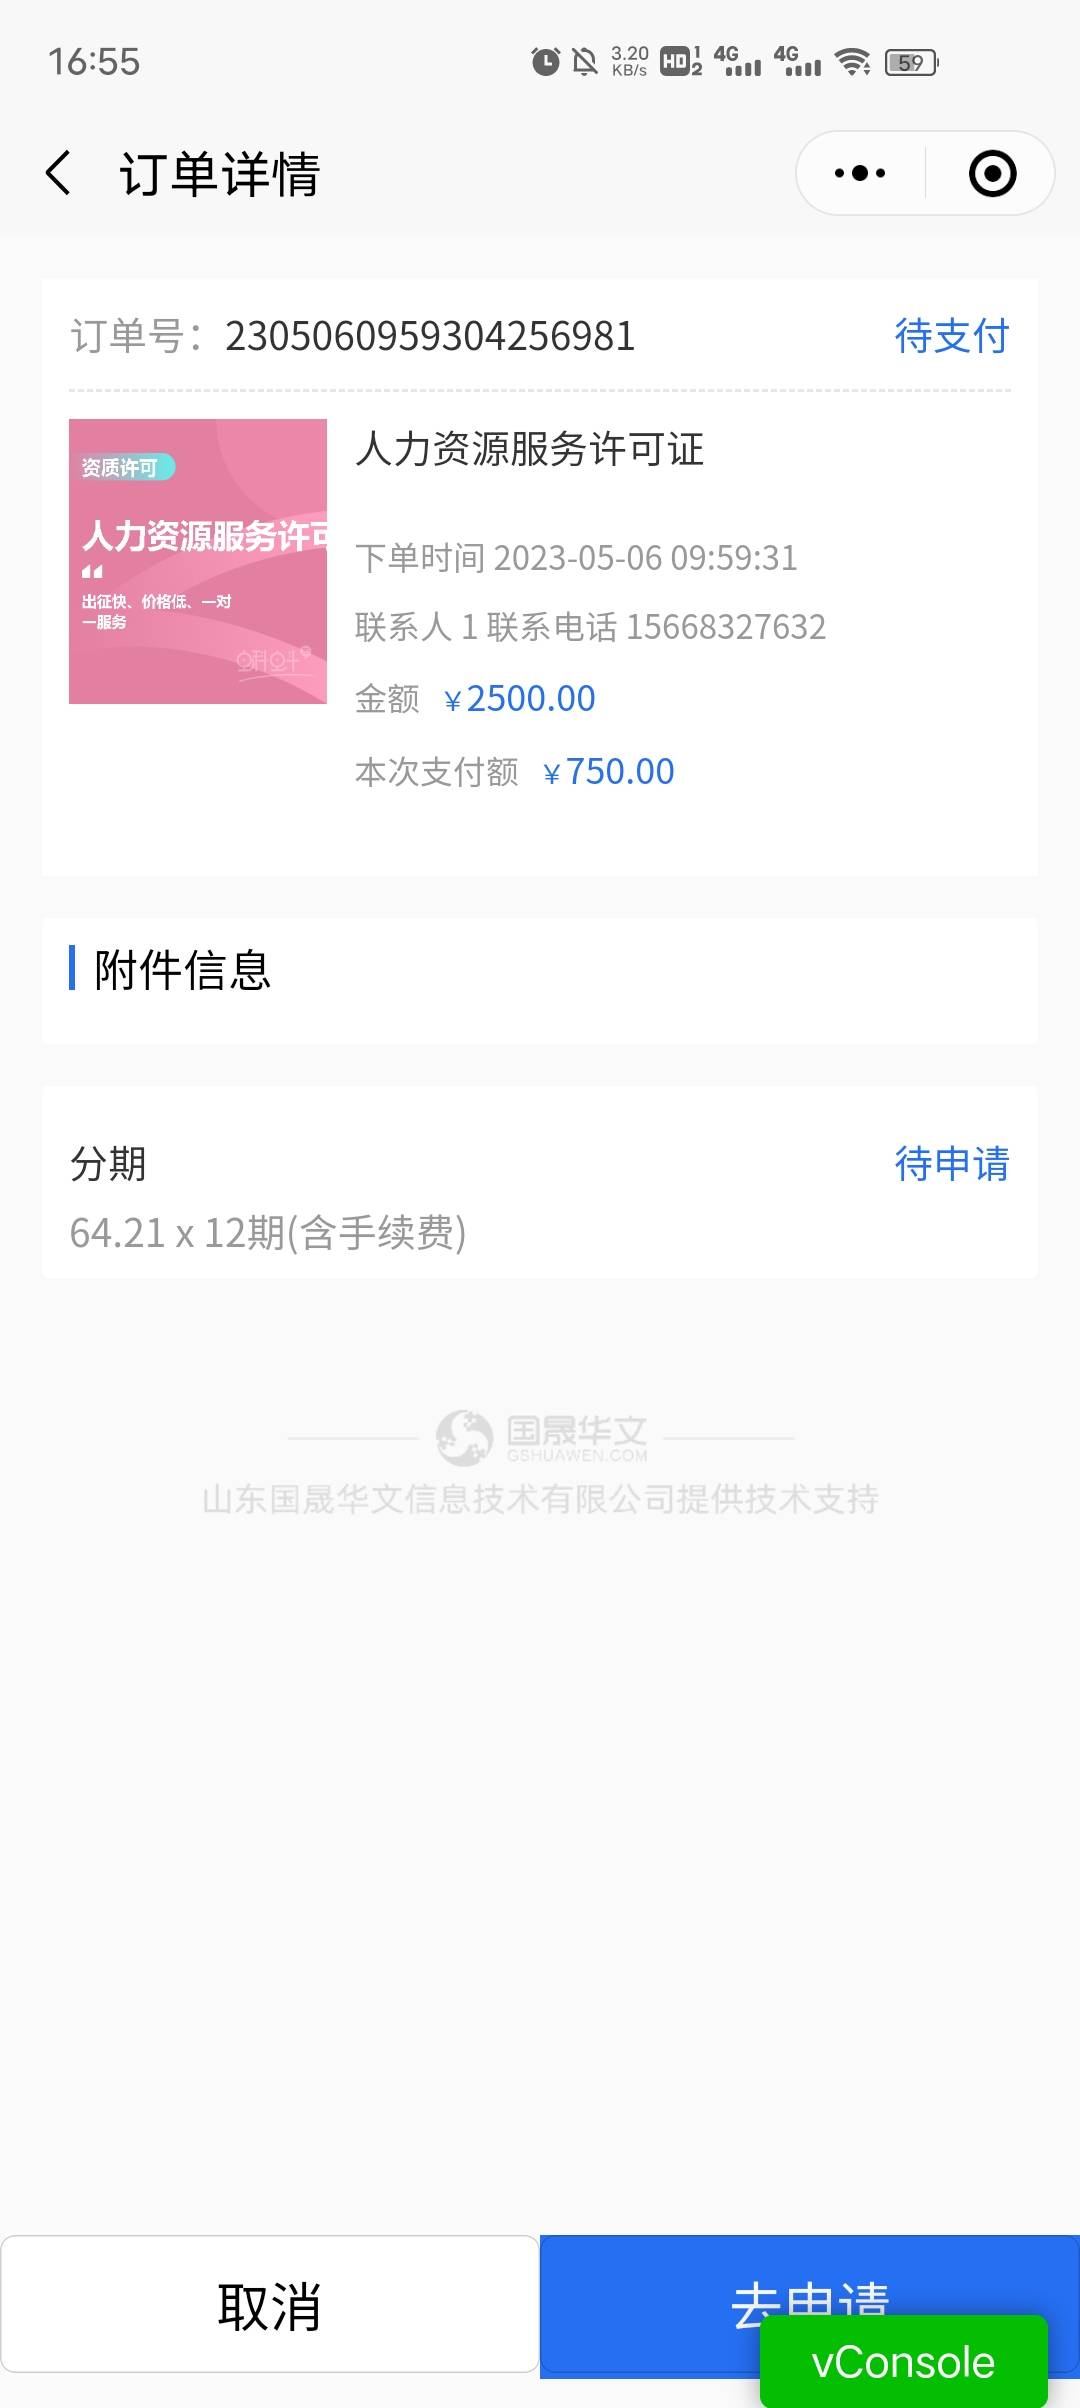 16:55
3.20 KB/s HD 1 2 4G 4G 59
订单详情
订单号：2305060959304256981 待支付
资质许可
人力资源服务许可
出征快、价格低、一对
一服务
人力资源服务许可证
下单时间 2023-05-06 09:59:31
联系人 1 联系电话 15668327632
金额 ¥2500.00
本次支付额 ¥750.00
附件信息
分期 待申请
64.21 x 12期(含手续费)
国晟华文
GSHUAWEN.COM
山东国晟华文信息技术有限公司提供技术支持
取消 去申请
vConsole